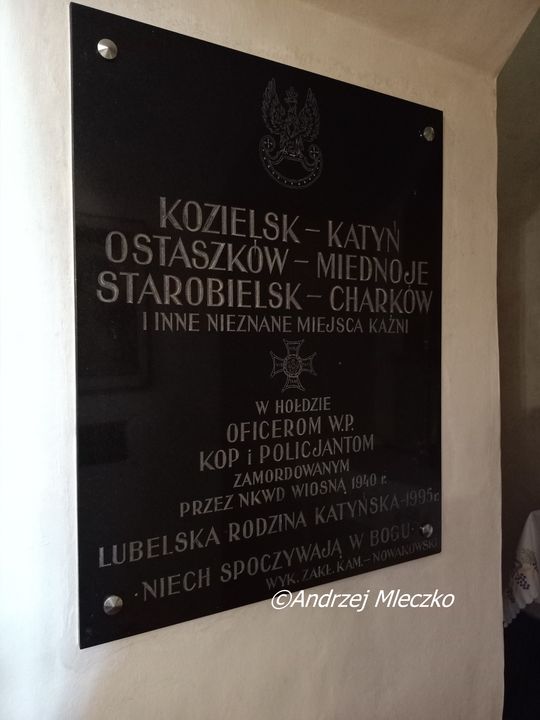 KOZIELSK – KATYŃ
OSTASZKÓW – MIEDNOJE
STAROBIELSK – CHARKÓW
I INNE NIEZNANE MIEJSCA KAŹNI
W HOŁDZIE
OFICEROM W.P.
KOP i POLICJANTOM
ZAMORDOWANYM
PRZEZ NKWD WIOSNĄ 1940 r.
LUBELSKA RODZINA KATYŃSKA – 1995 r.
· NIECH SPOCZYWAJĄ W BOGU ·
WYK. ZAKŁ. KAM. – NOWAKOWSKI
©Andrzej Mleczko